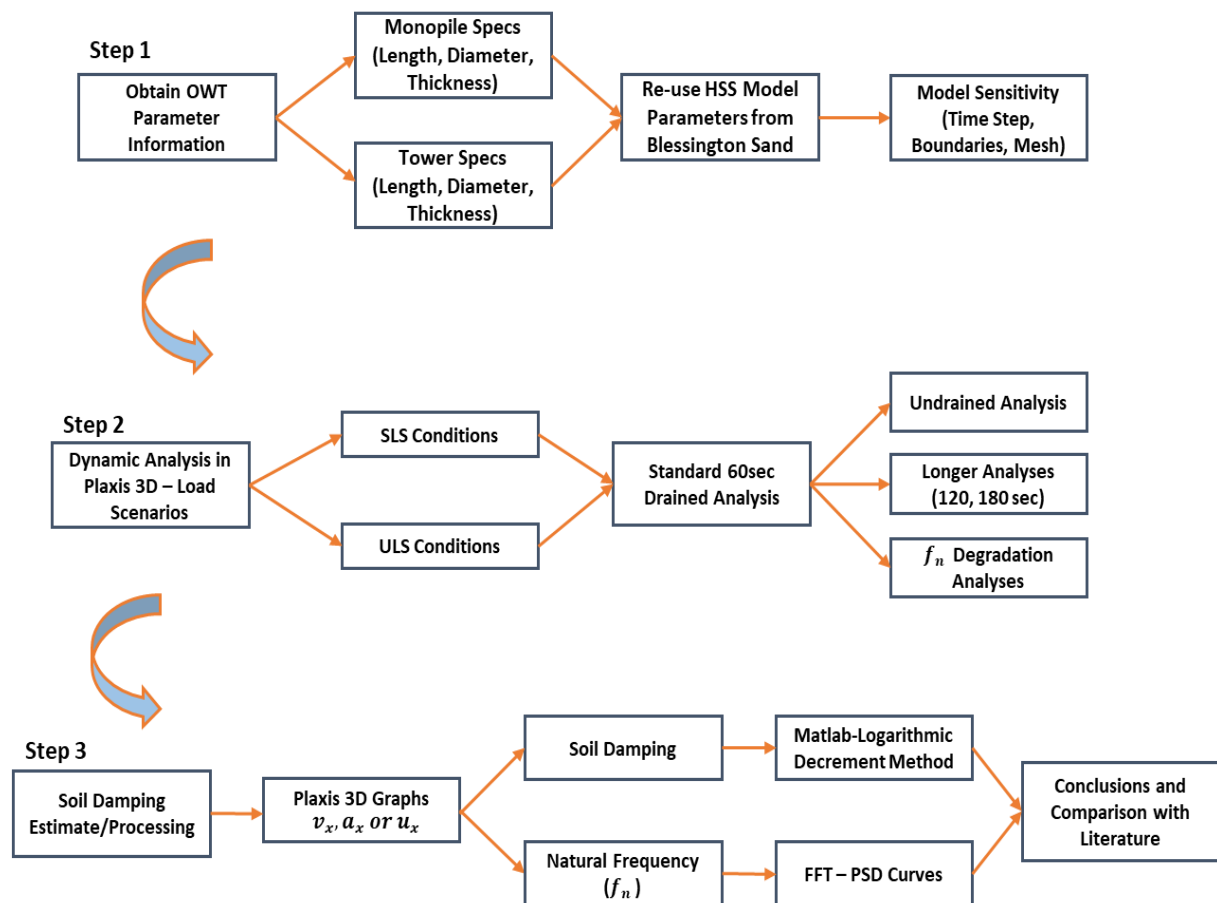 Step 1
Obtain OWT
Parameter
Information
Monopile Specs
(Length, Diameter,
Thickness)
Tower Specs
(Length, Diameter,
Thickness)
Re-use HSS Model
Parameters from
Blessington Sand
Model Sensitivity
(Time Step,
Boundaries, Mesh)
Step 2
Dynamic Analysis in
Plaxis 3D – Load
Scenarios
SLS Conditions
ULS Conditions
Standard 60sec
Drained Analysis
Undrained Analysis
Longer Analyses
(120, 180 sec)
fₙ Degradation
Analyses
Step 3
Soil Damping
Estimate/Processing
Plaxis 3D Graphs
vₓ, aₓ or uₓ
Soil Damping
Natural Frequency
(fₙ)
Matlab-Logarithmic
Decrement Method
FFT – PSD Curves
Conclusions and
Comparison with
Literature